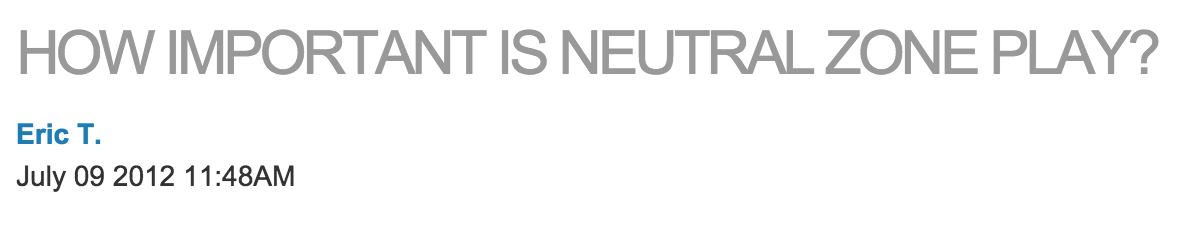 HOW IMPORTANT IS NEUTRAL ZONE PLAY?
Eric T.
July 09 2012 11:48AM